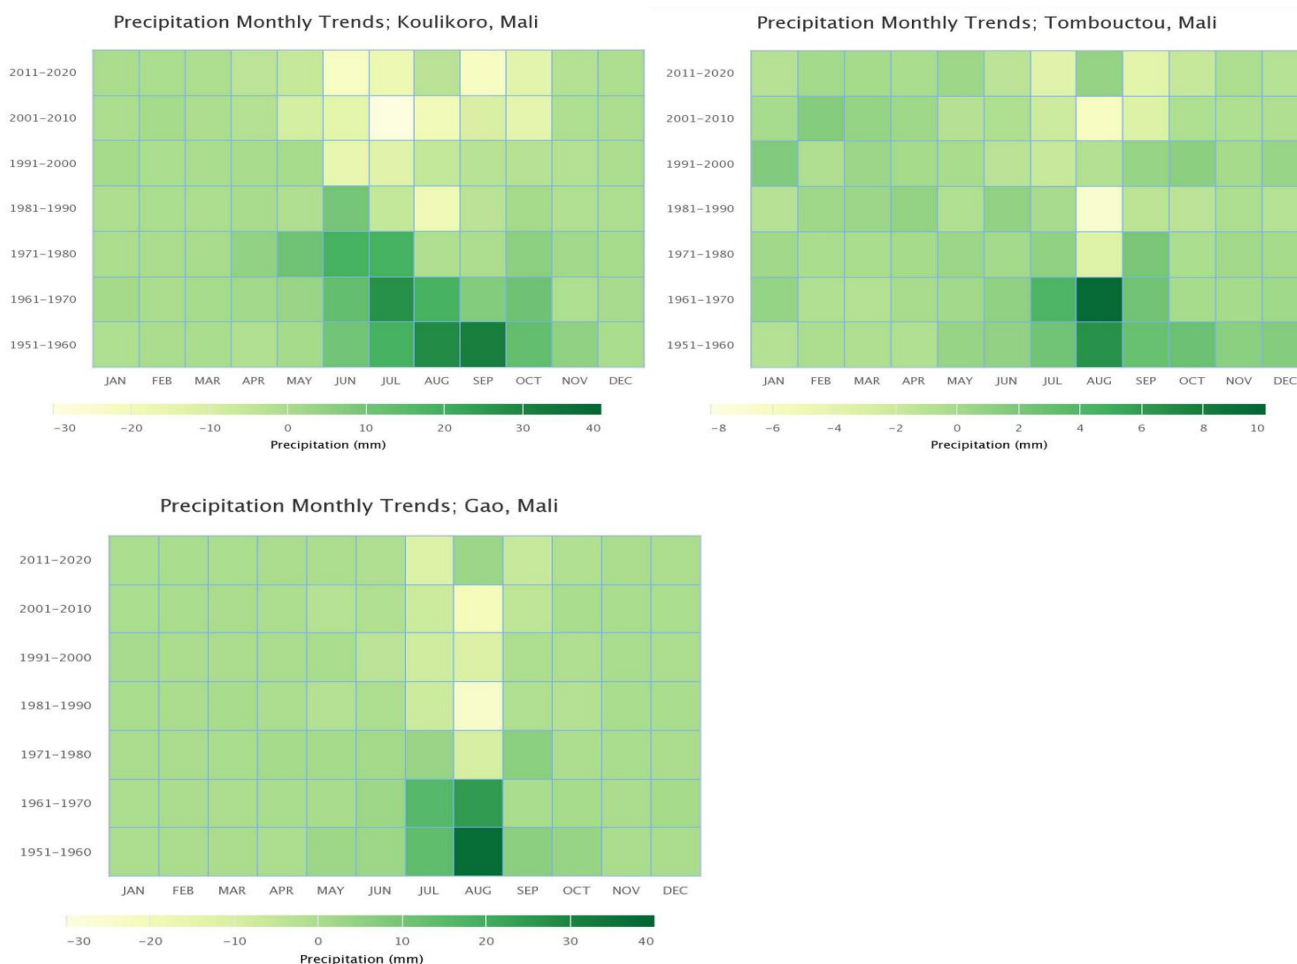 Precipitation Monthly Trends; Koulikoro, Mali
2011–2020
2001–2010
1991–2000
1981–1990
1971–1980
1961–1970
1951–1960
JAN FEB MAR APR MAY JUN JUL AUG SEP OCT NOV DEC
−30 −20 −10 0 10 20 30 40
Precipitation (mm)
Precipitation Monthly Trends; Tombouctou, Mali
2011–2020
2001–2010
1991–2000
1981–1990
1971–1980
1961–1970
1951–1960
JAN FEB MAR APR MAY JUN JUL AUG SEP OCT NOV DEC
−8 −6 −4 −2 0 2 4 6 8 10
Precipitation (mm)
Precipitation Monthly Trends; Gao, Mali
2011–2020
2001–2010
1991–2000
1981–1990
1971–1980
1961–1970
1951–1960
JAN FEB MAR APR MAY JUN JUL AUG SEP OCT NOV DEC
−30 −20 −10 0 10 20 30 40
Precipitation (mm)